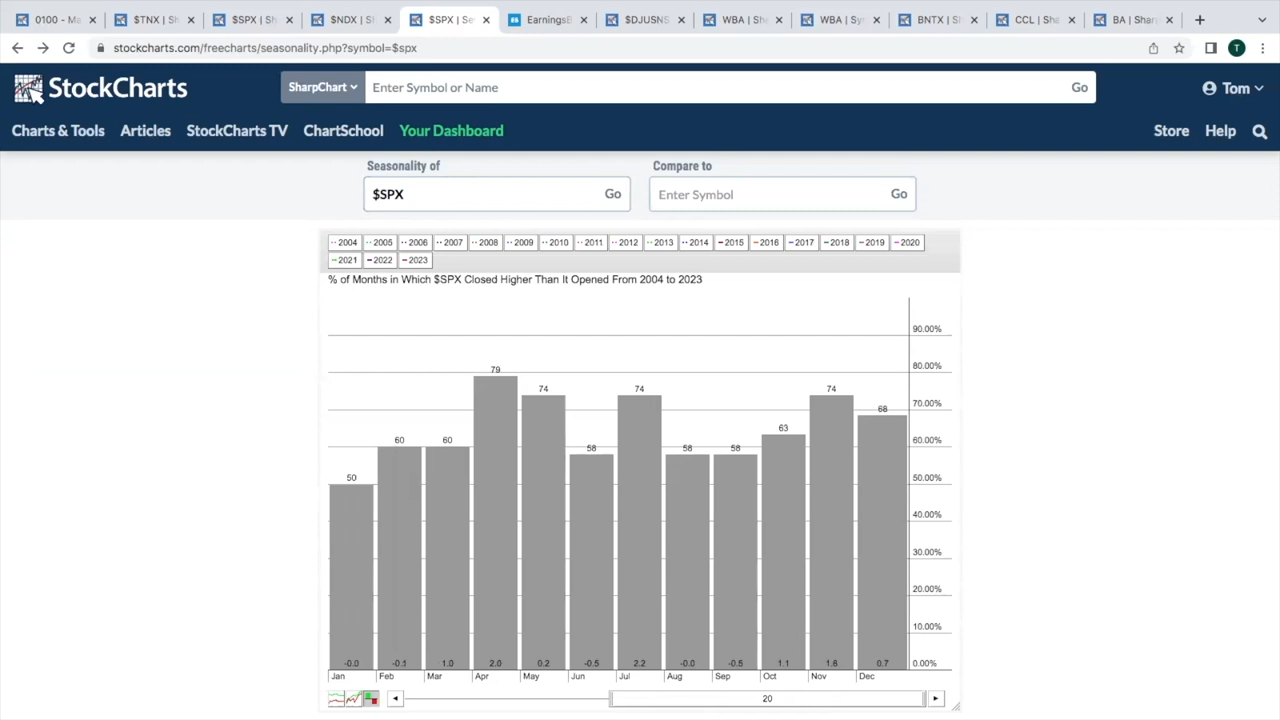 0100 - Ma
$TNX | Sh
$SPX | Sh
$NDX | Sh
$SPX | Se
EarningsE
$DJUSNS
WBA | Sha
WBA | Syn
BNTX | Sh
CCL | Sha
BA | Sharp
stockcharts.com/freecharts/seasonality.php?symbol=$spx
T
StockCharts
SharpChart
Enter Symbol or Name
Go
Tom
Charts & Tools
Articles
StockCharts TV
ChartSchool
Your Dashboard
Store
Help
Seasonality of
Compare to
$SPX
Go
Enter Symbol
Go
2004 2005 2006 2007 2008 2009 2010 2011 2012 2013 2014 2015 2016 2017 2018 2019 2020
2021 2022 2023
% of Months in Which $SPX Closed Higher Than It Opened From 2004 to 2023
90.00%
80.00%
70.00%
60.00%
50.00%
40.00%
30.00%
20.00%
10.00%
0.00%
50 60 60 79 74 58 74 58 58 63 74 68
-0.0 -0.1 1.0 2.0 0.2 -0.5 2.2 -0.0 -0.5 1.1 1.6 0.7
Jan Feb Mar Apr May Jun Jul Aug Sep Oct Nov Dec
20